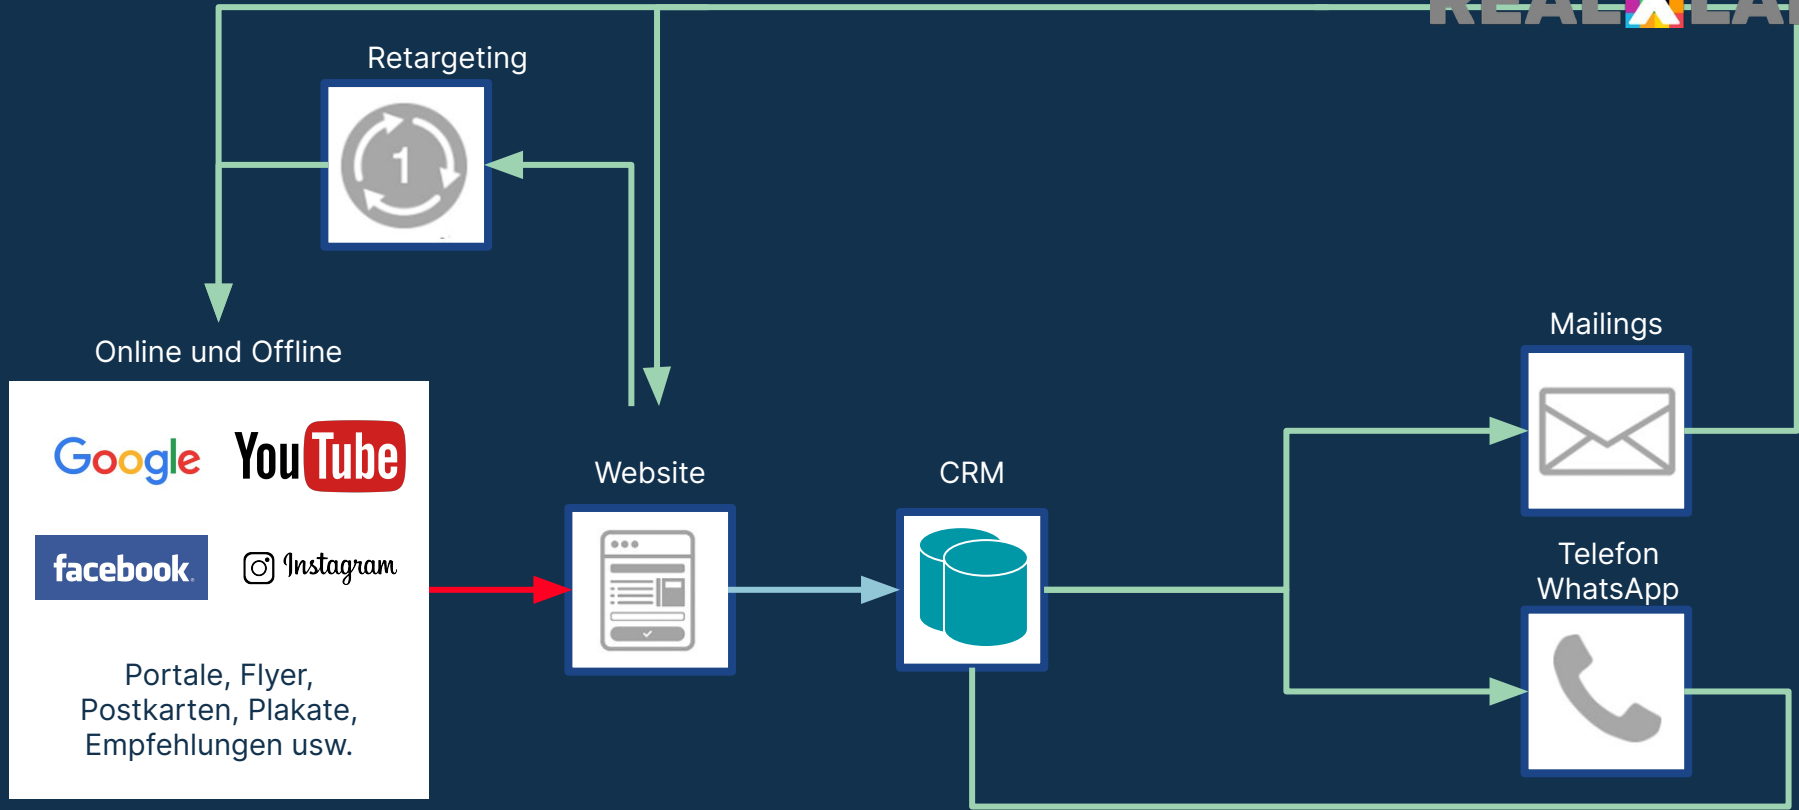 Retargeting
1
Online und Offline
Google YouTube
facebook Instagram
Portale, Flyer,
Postkarten, Plakate,
Empfehlungen usw.
Website
CRM
Mailings
Telefon
WhatsApp